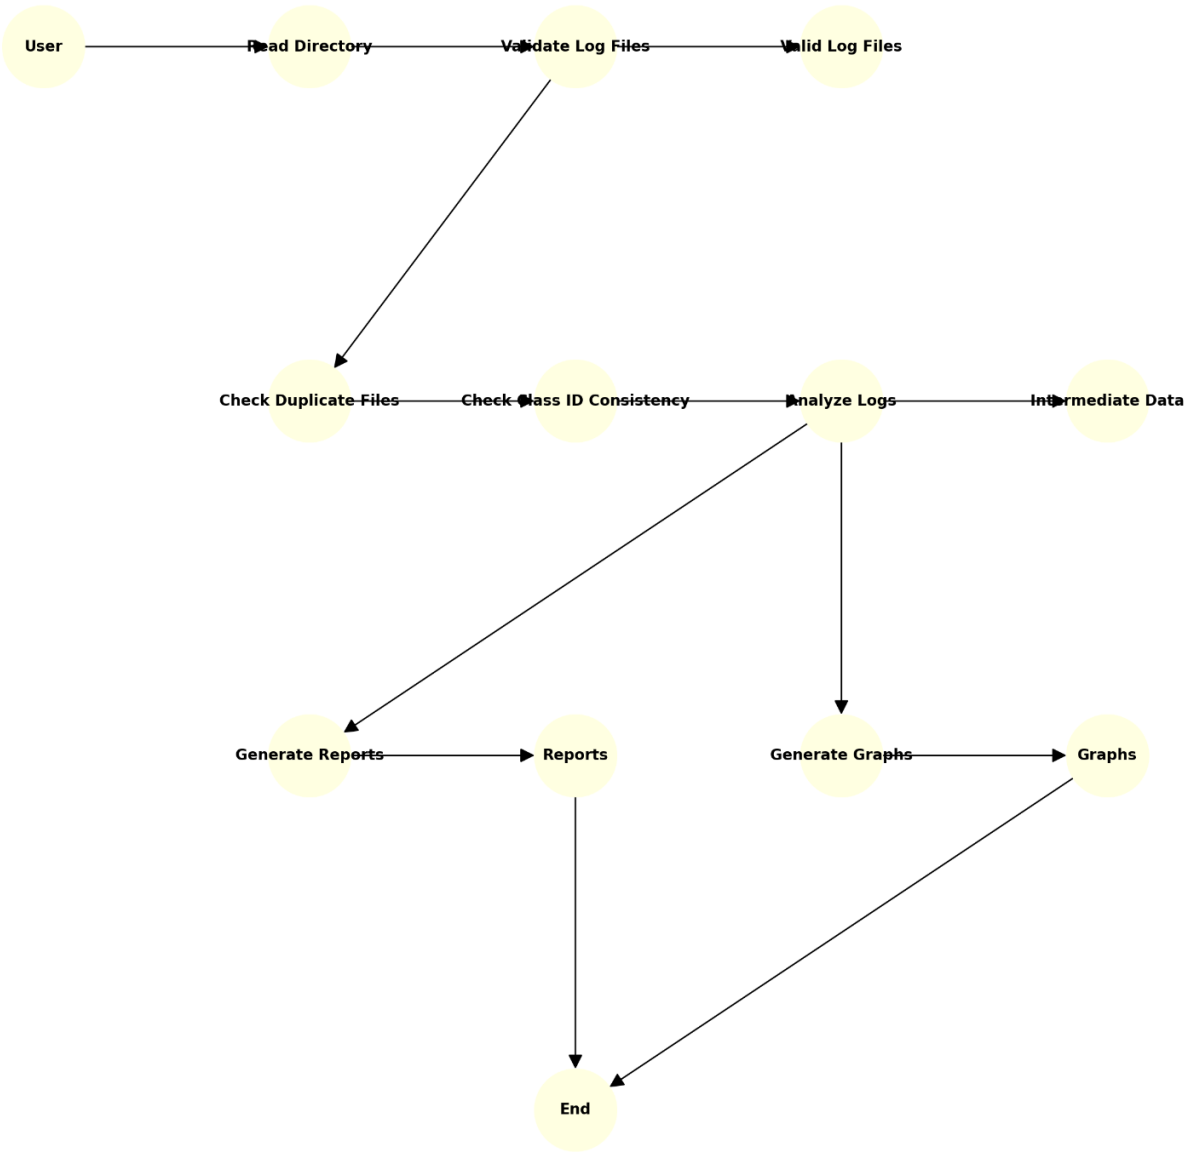 User
Read Directory
Validate Log Files
Valid Log Files
Check Duplicate Files
Check Class ID Consistency
Analyze Logs
Intermediate Data
Generate Reports
Reports
Generate Graphs
Graphs
End